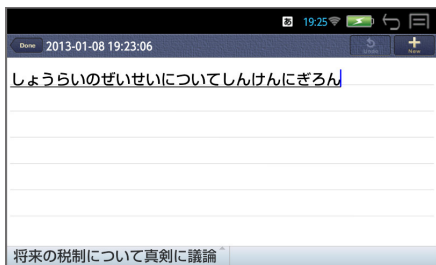 あ 19:25
Done 2013-01-08 19:23:06 Undo New
しょうらいのぜいせいについてしんけんにぎろん
将来の税制について真剣に議論